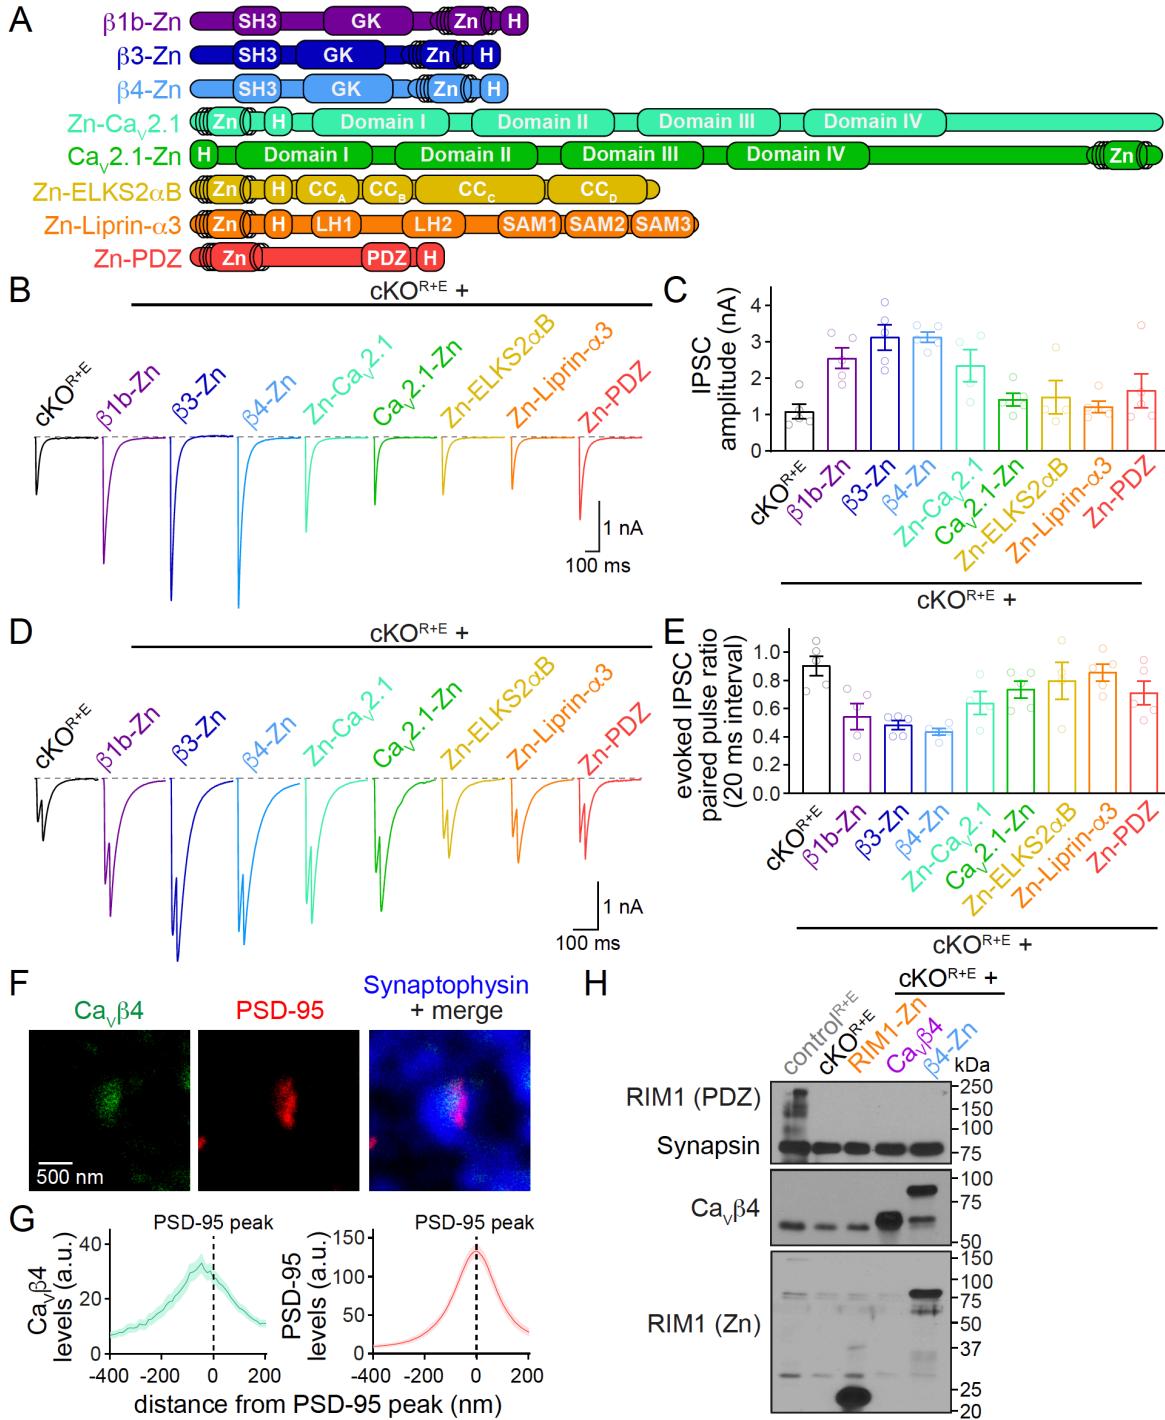 A
β1b-Zn SH3 GK Zn H
β3-Zn SH3 GK Zn H
β4-Zn SH3 GK Zn H
Zn-CaV2.1 Zn H Domain I Domain II Domain III Domain IV
CaV2.1-Zn H Domain I Domain II Domain III Domain IV Zn
Zn-ELKS2αB Zn H CCA CCB CCC CCD
Zn-Liprin-α3 Zn H LH1 LH2 SAM1 SAM2 SAM3
Zn-PDZ Zn PDZ H
B
cKOR+E +
cKOR+E
β1b-Zn
β3-Zn
β4-Zn
Zn-CaV2.1
CaV2.1-Zn
Zn-ELKS2αB
Zn-Liprin-α3
Zn-PDZ
1 nA
100 ms
C
IPSC
amplitude (nA)
4
3
2
1
0
cKOR+E
β1b-Zn
β3-Zn
β4-Zn
Zn-CaV2.1
CaV2.1-Zn
Zn-ELKS2αB
Zn-Liprin-α3
Zn-PDZ
cKOR+E +
D
cKOR+E +
cKOR+E
β1b-Zn
β3-Zn
β4-Zn
Zn-CaV2.1
CaV2.1-Zn
Zn-ELKS2αB
Zn-Liprin-α3
Zn-PDZ
1 nA
100 ms
E
evoked IPSC
paired pulse ratio
(20 ms interval)
1.0
0.8
0.6
0.4
0.2
0.0
cKOR+E
β1b-Zn
β3-Zn
β4-Zn
Zn-CaV2.1
CaV2.1-Zn
Zn-ELKS2αB
Zn-Liprin-α3
Zn-PDZ
cKOR+E +
F
CaVβ4
PSD-95
Synaptophysin
+ merge
500 nm
G
CaVβ4
levels (a.u.)
PSD-95 peak
40
20
0
-400 -200 0 200
PSD-95
levels (a.u.)
PSD-95 peak
150
100
50
0
-400 -200 0 200
distance from PSD-95 peak (nm)
H
cKOR+E +
controlR+E
cKOR+E
RIM1-Zn
CaVβ4
β4-Zn
kDa
RIM1 (PDZ)
Synapsin
250
150
100
75
CaVβ4
100
75
50
RIM1 (Zn)
150
100
75
50
37
25
20